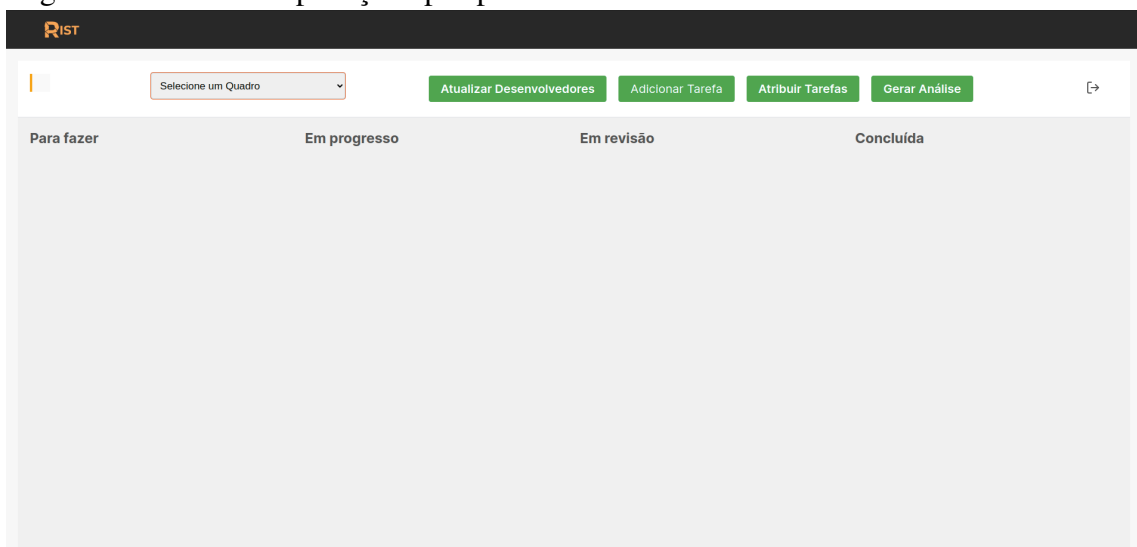 RIST
Selecione um Quadro
Atualizar Desenvolvedores
Adicionar Tarefa
Atribuir Tarefas
Gerar Análise
Para fazer
Em progresso
Em revisão
Concluída